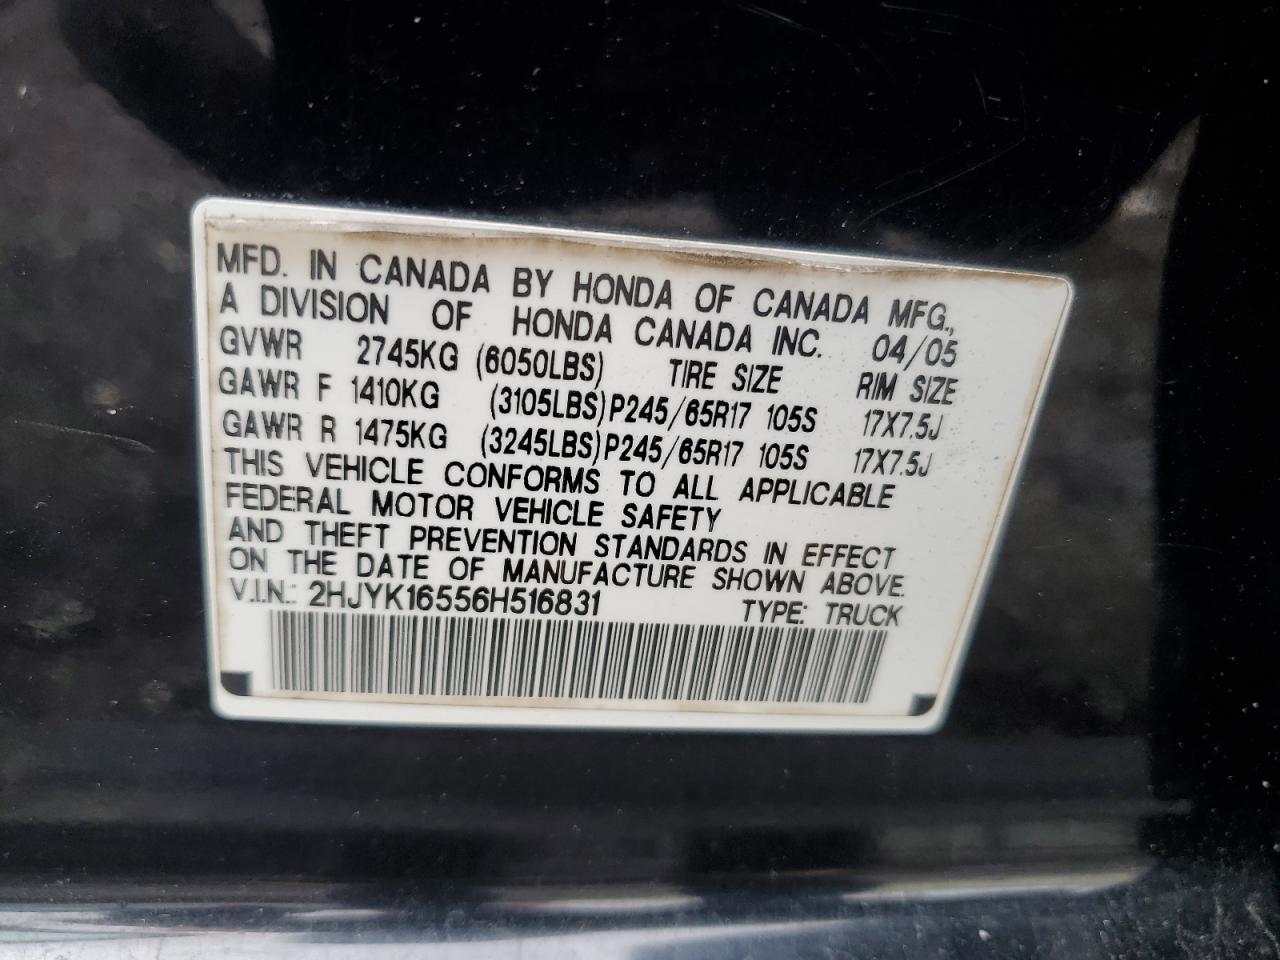 MFD. IN CANADA BY HONDA OF CANADA MFG.,
A DIVISION OF HONDA CANADA INC. 04/05
GVWR 2745KG (6050LBS) TIRE SIZE RIM SIZE
GAWR F 1410KG (3105LBS) P245/65R17 105S 17X7.5J
GAWR R 1475KG (3245LBS) P245/65R17 105S 17X7.5J
THIS VEHICLE CONFORMS TO ALL APPLICABLE
FEDERAL MOTOR VEHICLE SAFETY
AND THEFT PREVENTION STANDARDS IN EFFECT
ON THE DATE OF MANUFACTURE SHOWN ABOVE.
V.I.N.: 2HJYK16556H516831 TYPE: TRUCK